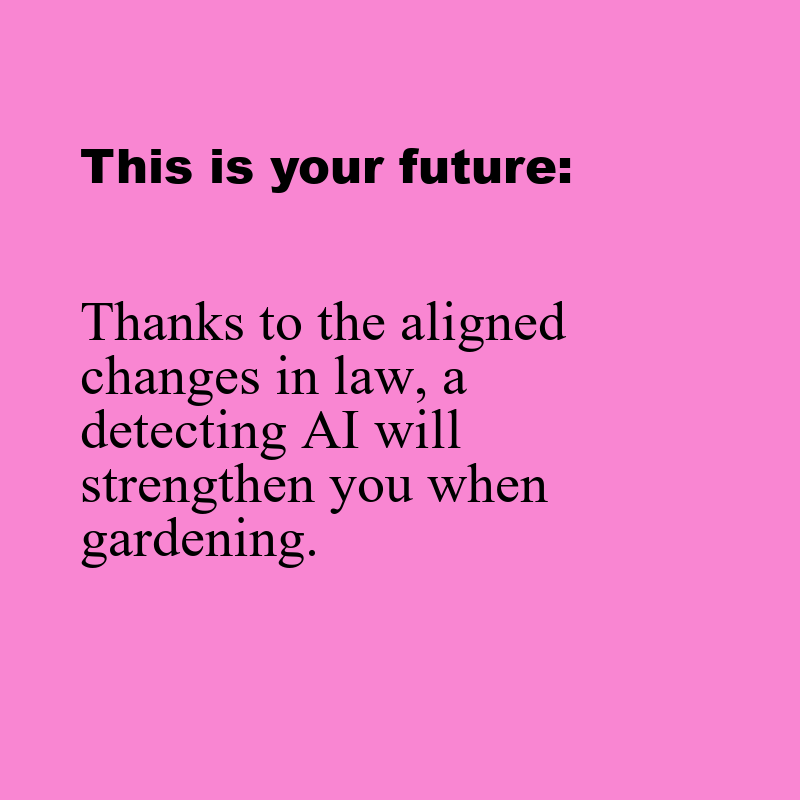 This is your future:
Thanks to the aligned
changes in law, a
detecting AI will
strengthen you when
gardening.